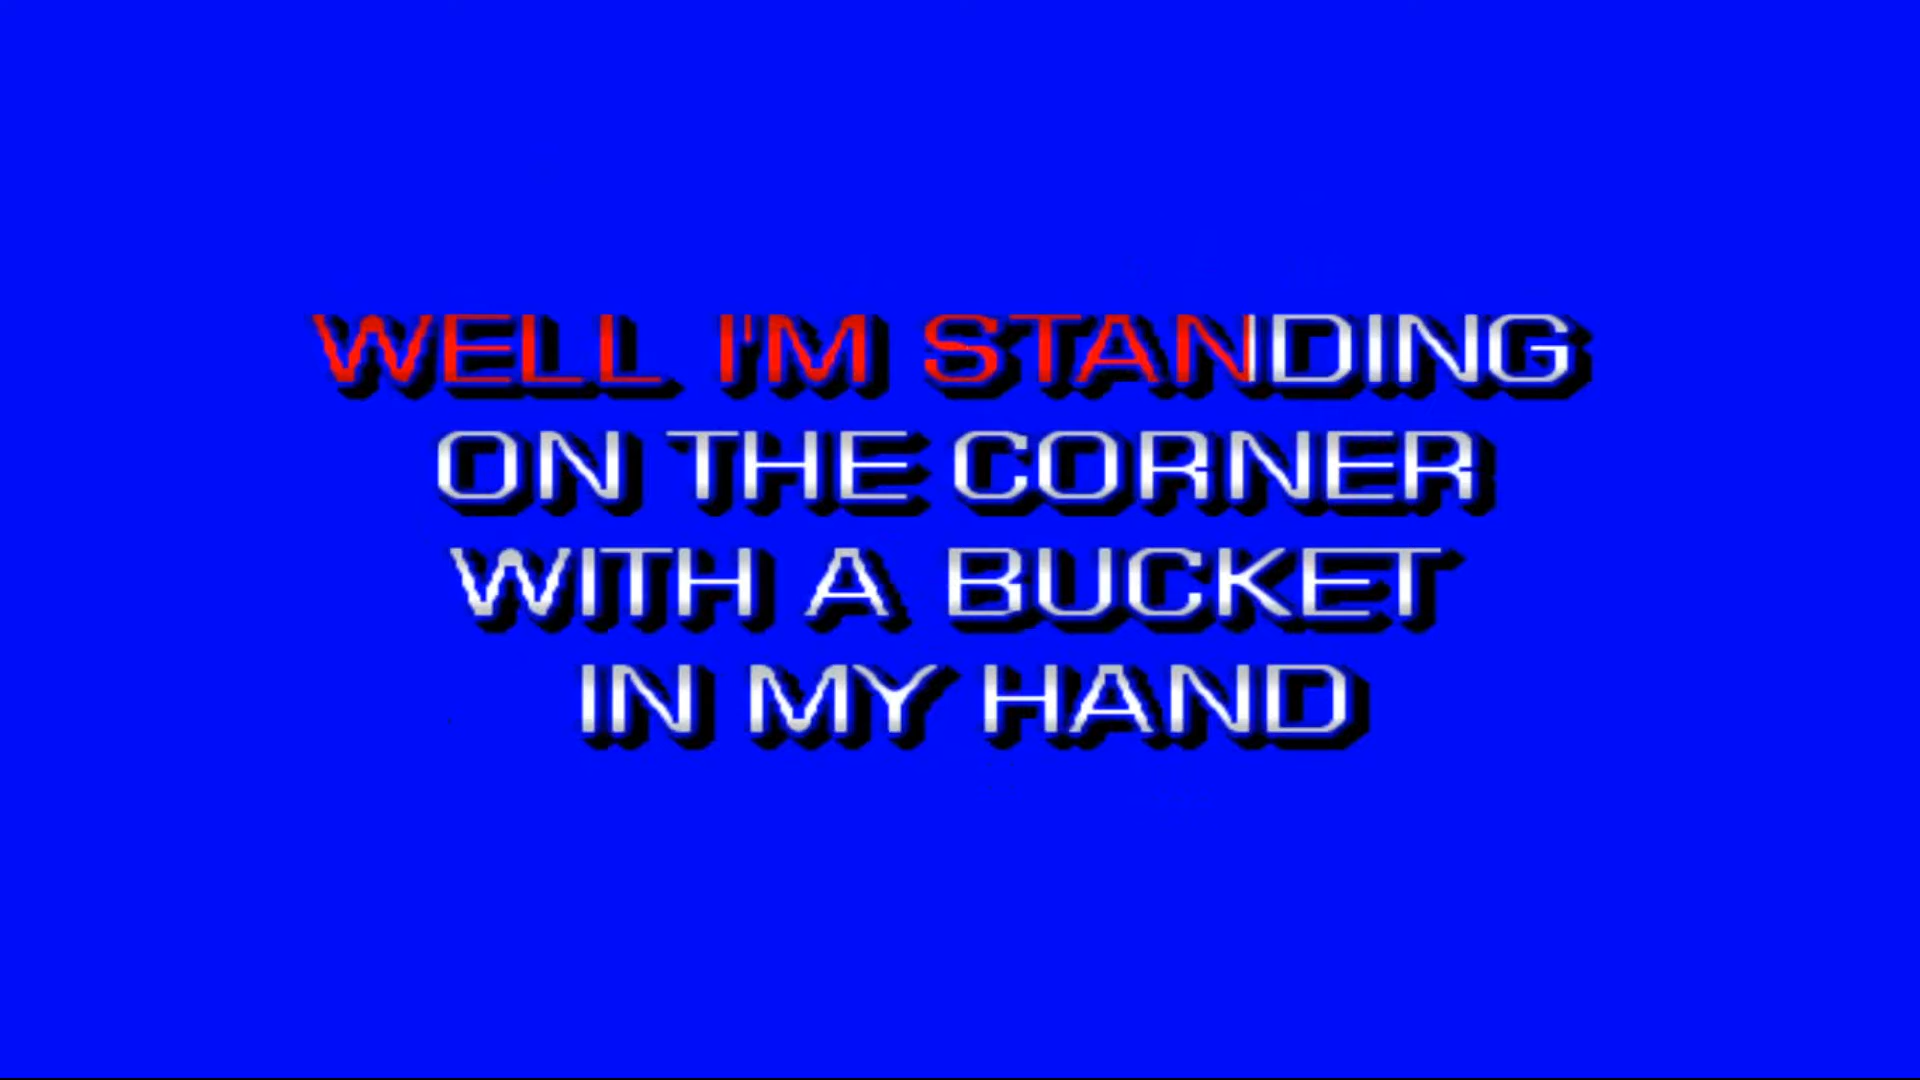 WELL I'M STANDING
ON THE CORNER
WITH A BUCKET
IN MY HAND